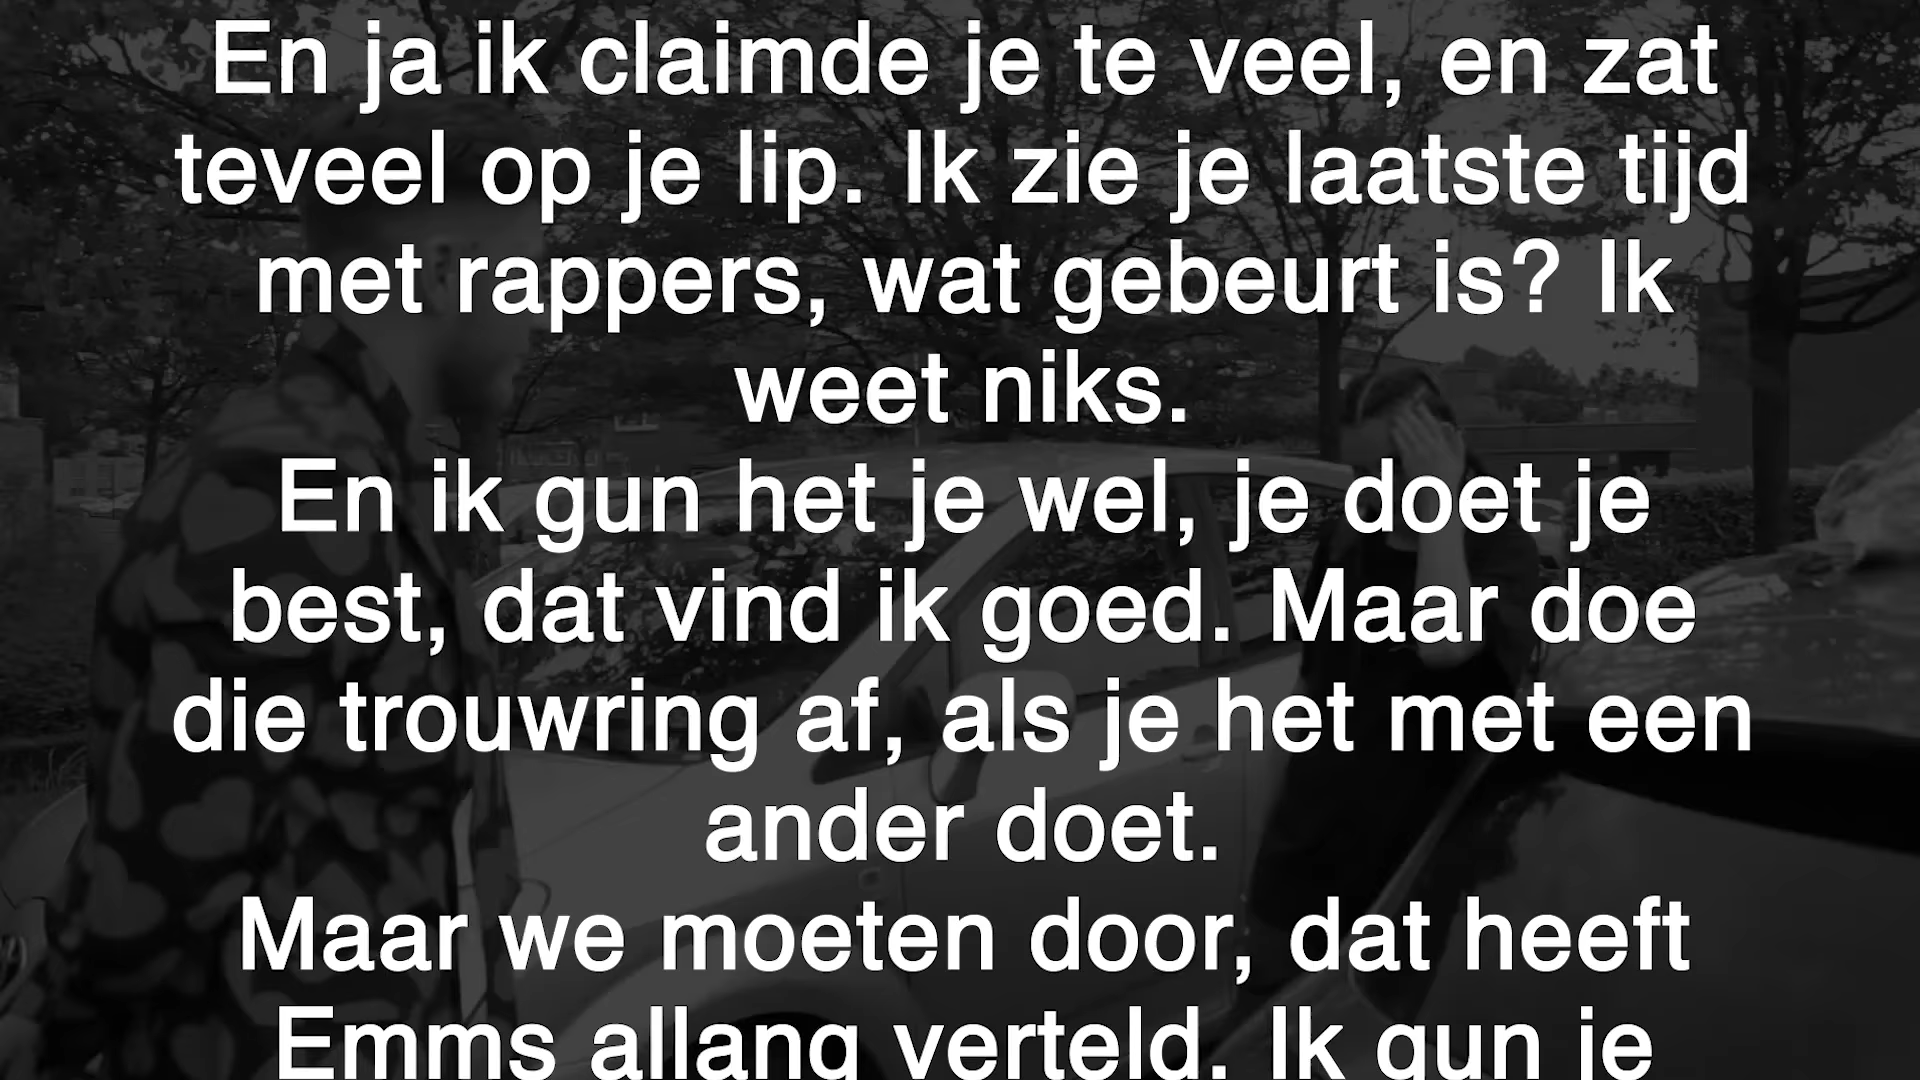 En ja ik claimde je te veel, en zat
teveel op je lip. Ik zie je laatste tijd
met rappers, wat gebeurt is? Ik
weet niks.
En ik gun het je wel, je doet je
best, dat vind ik goed. Maar doe
die trouwring af, als je het met een
ander doet.
Maar we moeten door, dat heeft
Emms allang verteld. Ik gun je